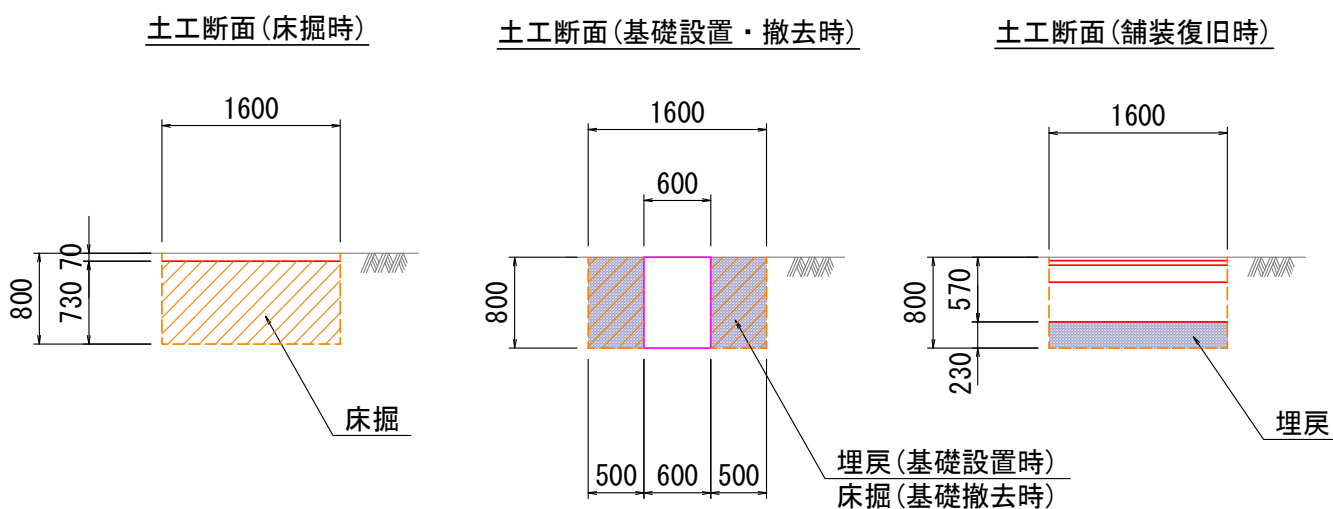 土工断面(床掘時)
1600
70
800
730
床掘
土工断面(基礎設置・撤去時)
1600
600
800
500
600
500
埋戻(基礎設置時)
床掘(基礎撤去時)
土工断面(舗装復旧時)
1600
800
570
230
埋戻